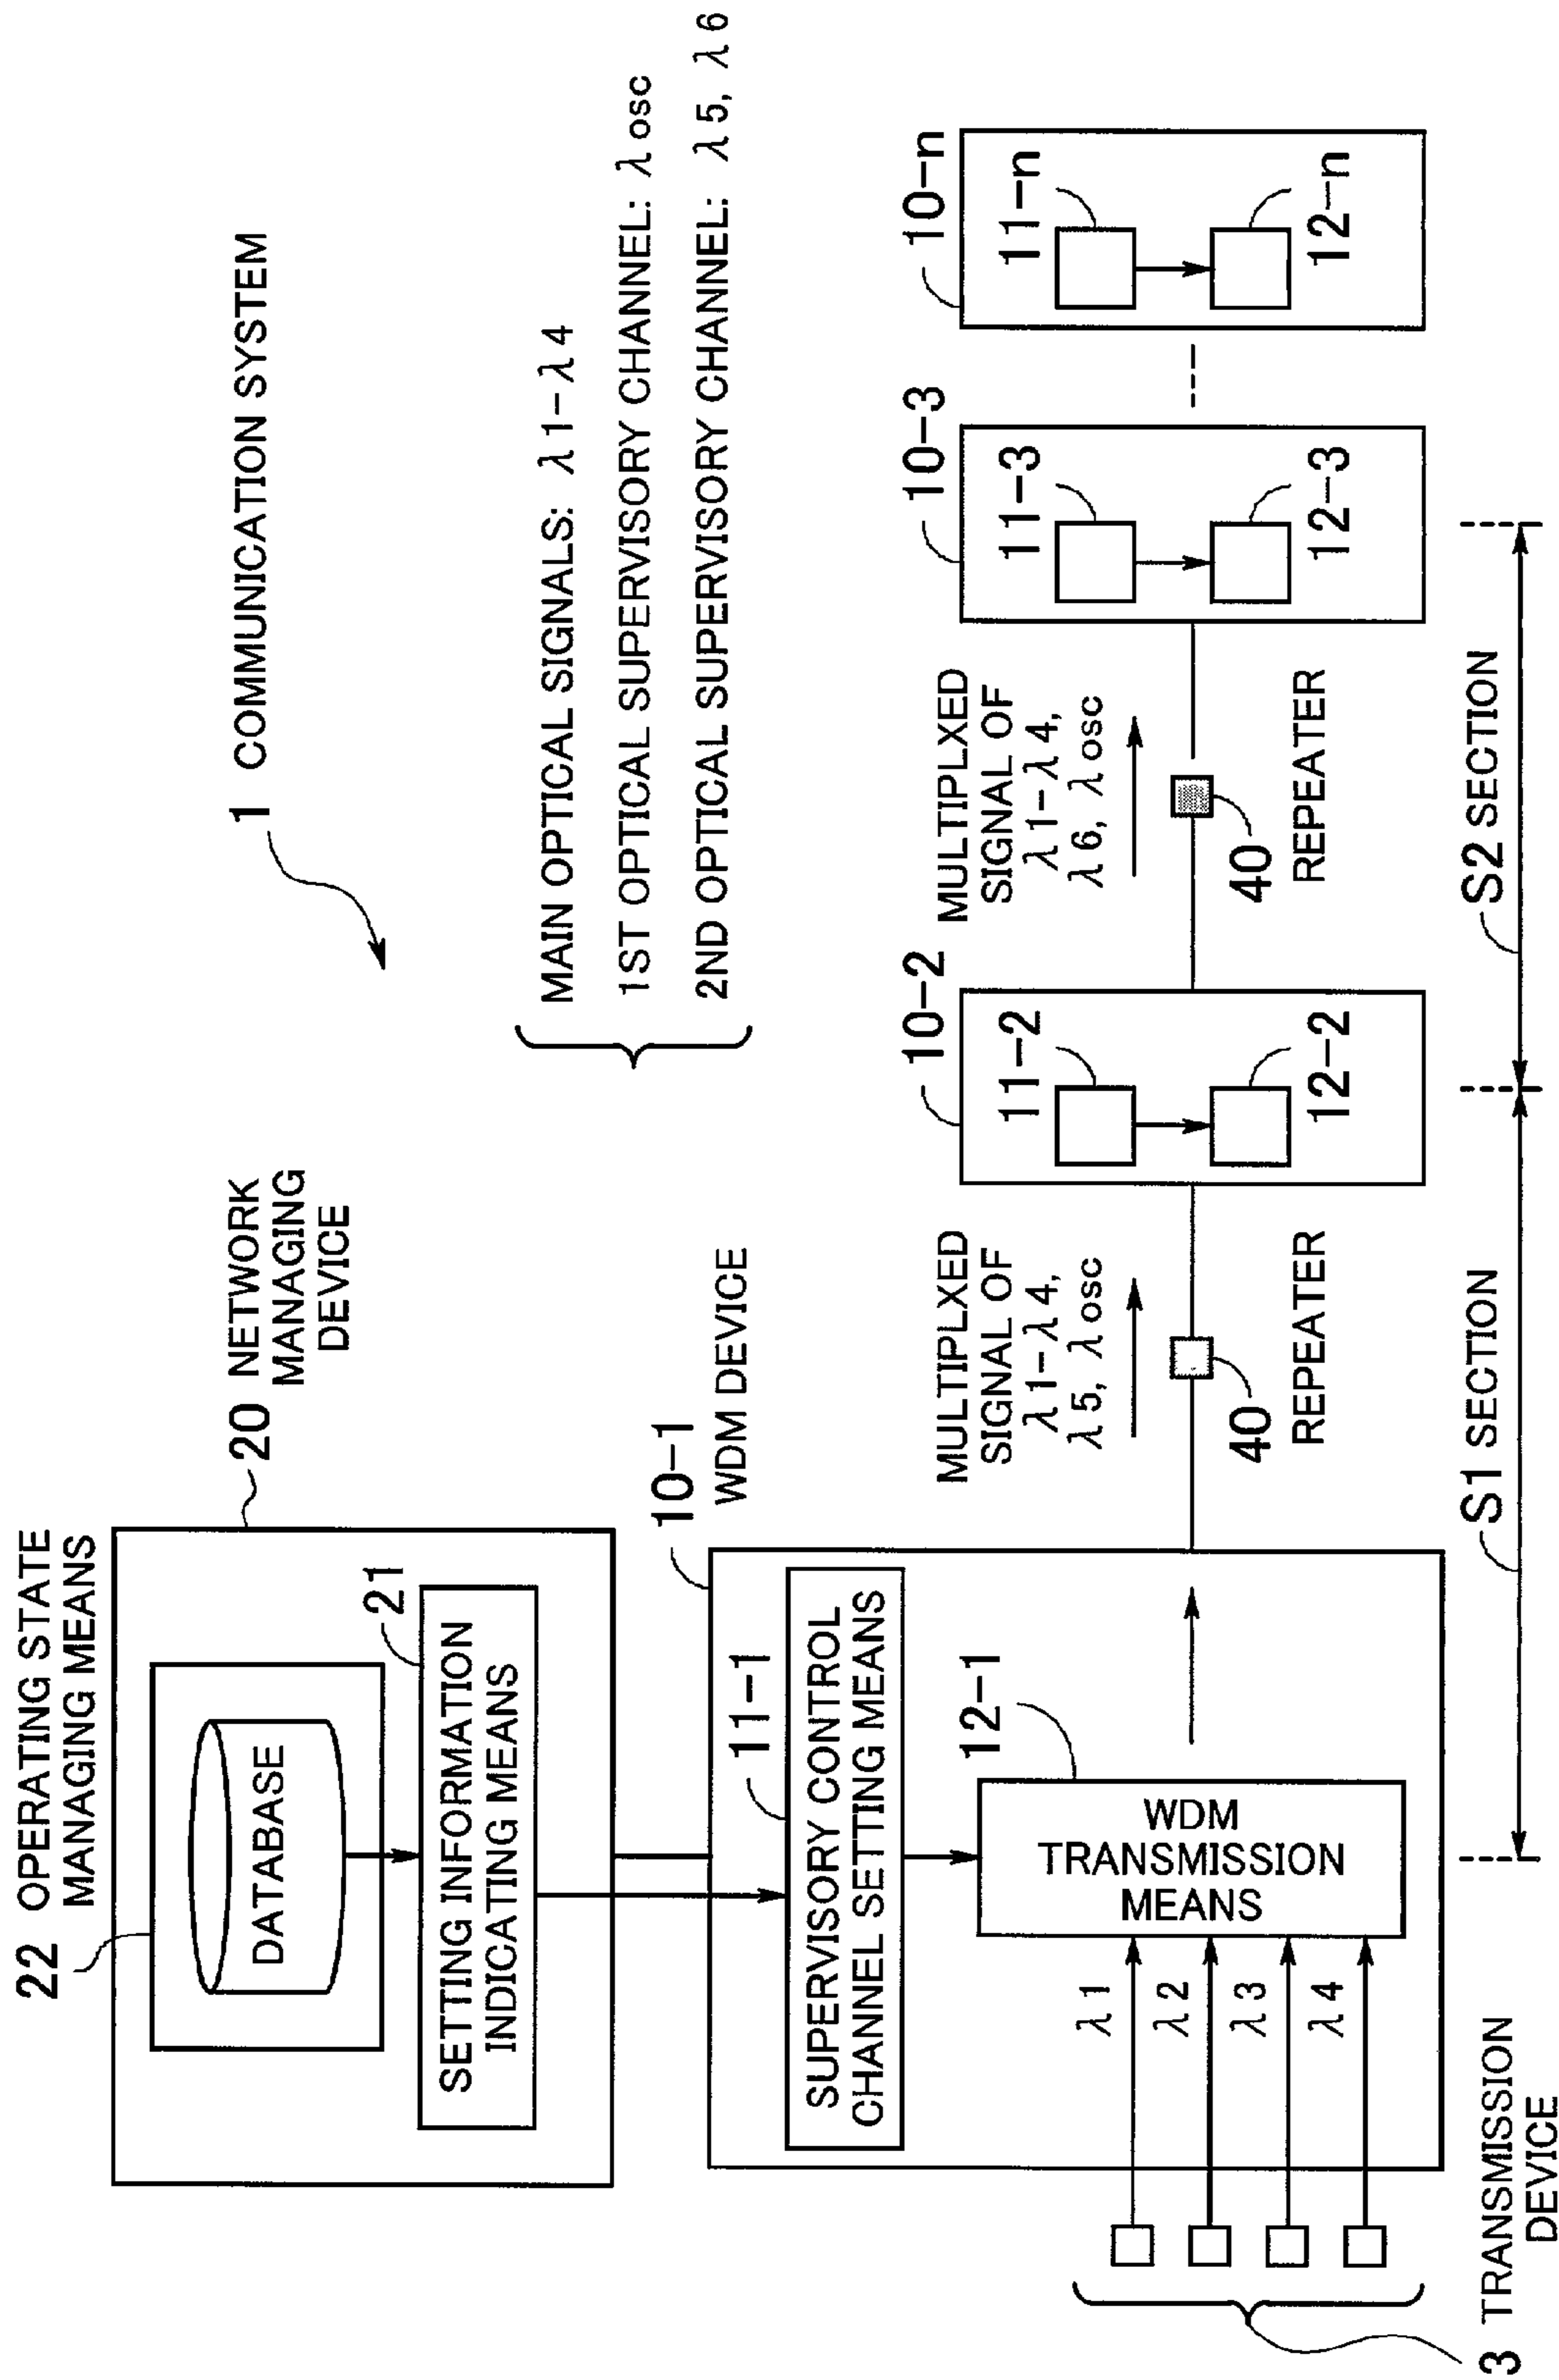 1 COMMUNICATION SYSTEM
MAIN OPTICAL SIGNALS: λ1-λ4
1ST OPTICAL SUPERVISORY CHANNEL: λosc
2ND OPTICAL SUPERVISORY CHANNEL: λ5, λ6
22 OPERATING STATE
MANAGING MEANS
20 NETWORK
MANAGING
DEVICE
DATABASE
21
SETTING INFORMATION
INDICATING MEANS
10-1
WDM DEVICE
11-1
SUPERVISORY CONTROL
CHANNEL SETTING MEANS
12-1
WDM
TRANSMISSION
MEANS
λ1
λ2
λ3
λ4
3 TRANSMISSION
DEVICE
MULTIPLXED
SIGNAL OF
λ1-λ4,
λ5, λosc
40
REPEATER
S1 SECTION
10-2
11-2
12-2
MULTIPLXED
SIGNAL OF
λ1-λ4,
λ6, λosc
40
REPEATER
S2 SECTION
10-3
11-3
12-3
10-n
11-n
12-n